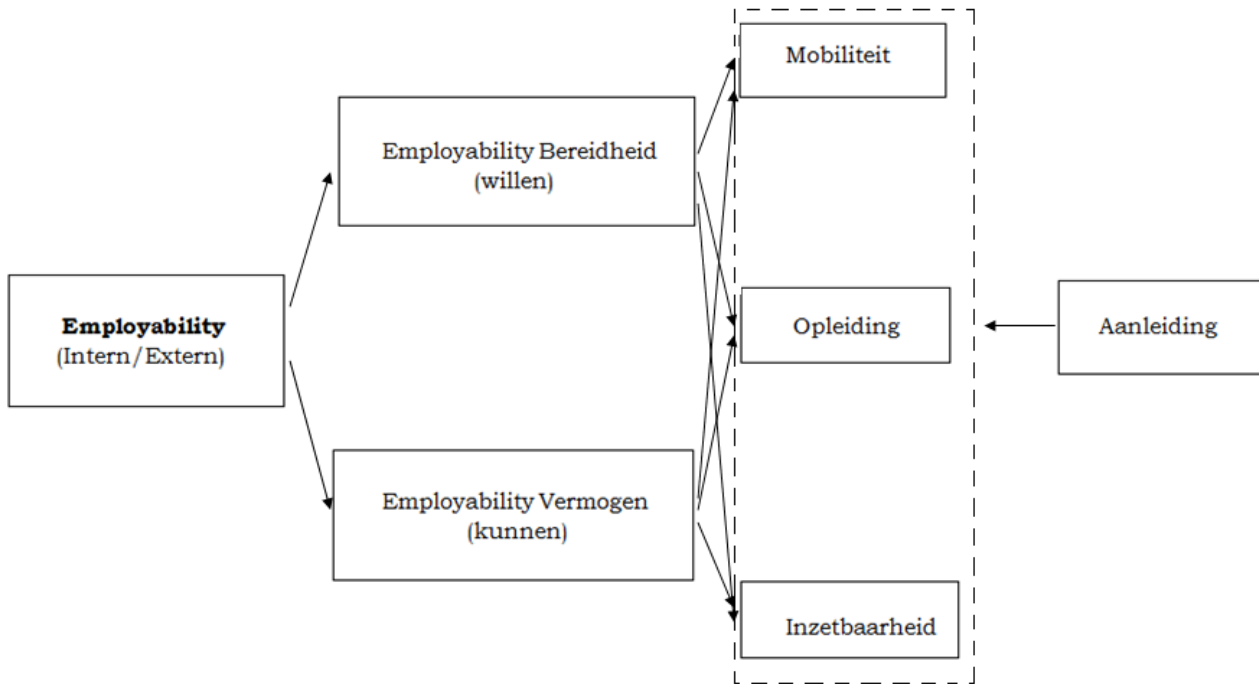 Mobiliteit
Employability Bereidheid
(willen)
Employability
(Intern/Extern)
Opleiding
Aanleiding
Employability Vermogen
(kunnen)
Inzetbaarheid